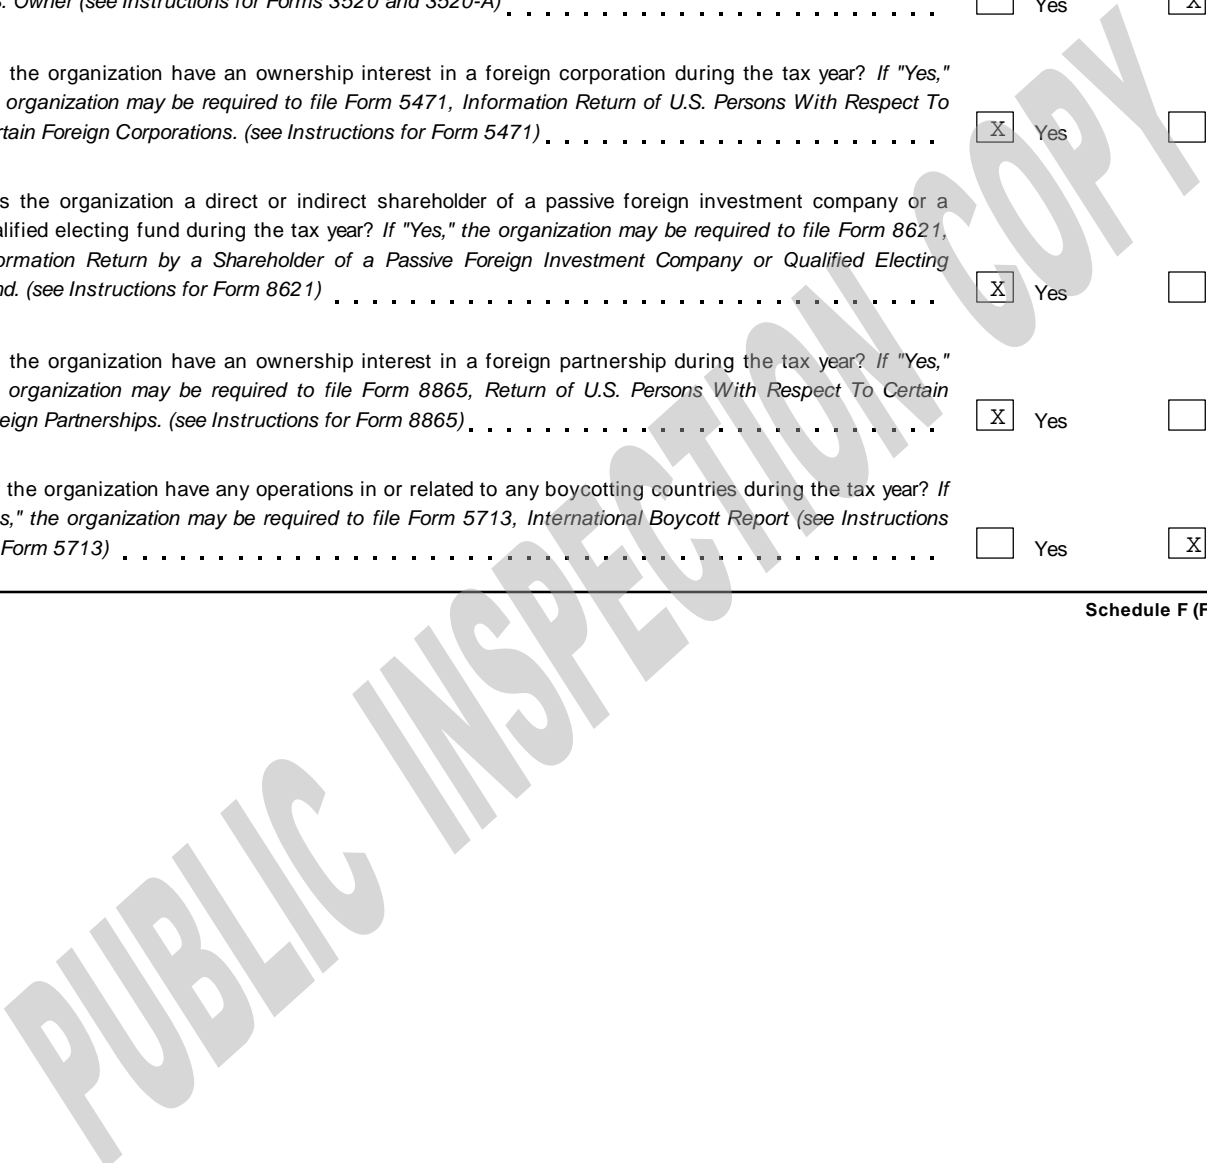 Owner (see Instructions for Forms 3520 and 3520-A) Yes X
the organization have an ownership interest in a foreign corporation during the tax year? If "Yes,"
organization may be required to file Form 5471, Information Return of U.S. Persons With Respect To
tain Foreign Corporations. (see Instructions for Form 5471) X Yes
s the organization a direct or indirect shareholder of a passive foreign investment company or a
alified electing fund during the tax year? If "Yes," the organization may be required to file Form 8621,
ormation Return by a Shareholder of a Passive Foreign Investment Company or Qualified Electing
nd. (see Instructions for Form 8621) X Yes
the organization have an ownership interest in a foreign partnership during the tax year? If "Yes,"
organization may be required to file Form 8865, Return of U.S. Persons With Respect To Certain
eign Partnerships. (see Instructions for Form 8865) X Yes
the organization have any operations in or related to any boycotting countries during the tax year? If
s," the organization may be required to file Form 5713, International Boycott Report (see Instructions
Form 5713) Yes X
Schedule F (F
PUBLIC INSPECTION COPY